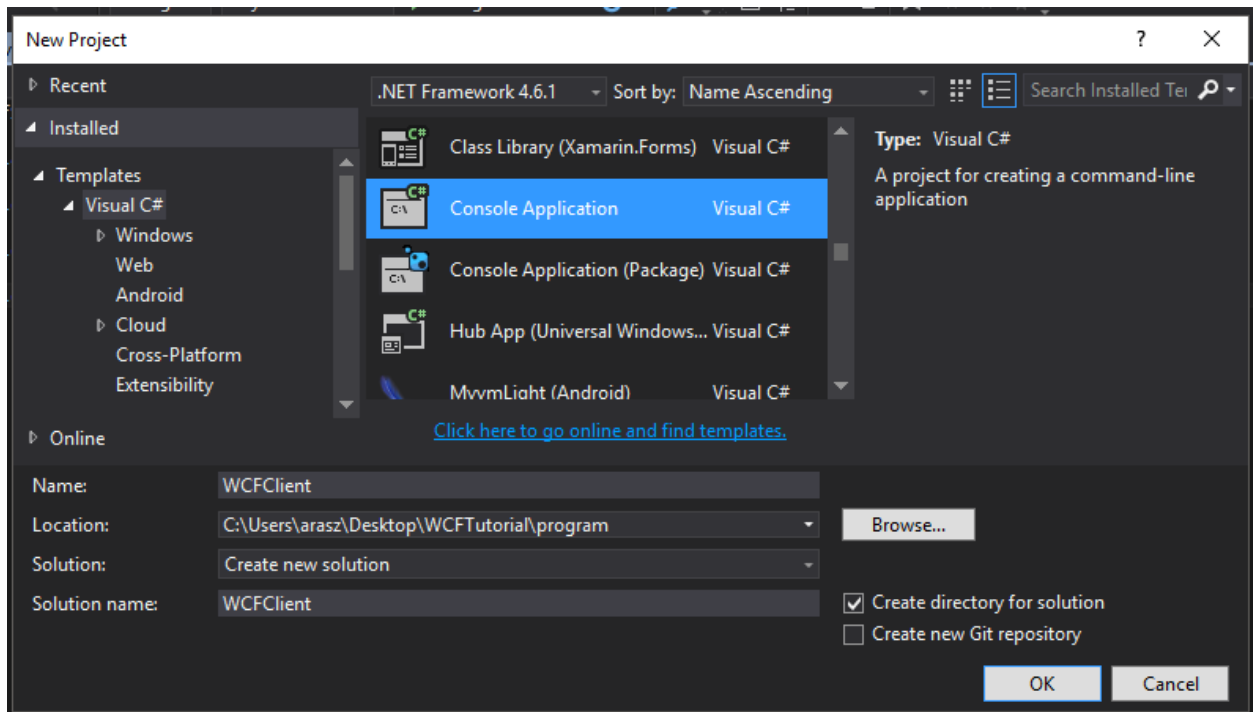 New Project
?
Recent
.NET Framework 4.6.1
Sort by:
Name Ascending
Search Installed Te
Installed
Templates
Visual C#
Windows
Web
Android
Cloud
Cross-Platform
Extensibility
Online
Class Library (Xamarin.Forms) Visual C#
Console Application Visual C#
Console Application (Package) Visual C#
Hub App (Universal Windows... Visual C#
MvvmLight (Android) Visual C#
Click here to go online and find templates.
Type: Visual C#
A project for creating a command-line
application
Name: WCFClient
Location: C:\Users\arasz\Desktop\WCFTutorial\program
Browse...
Solution: Create new solution
Solution name: WCFClient
Create directory for solution
Create new Git repository
OK
Cancel